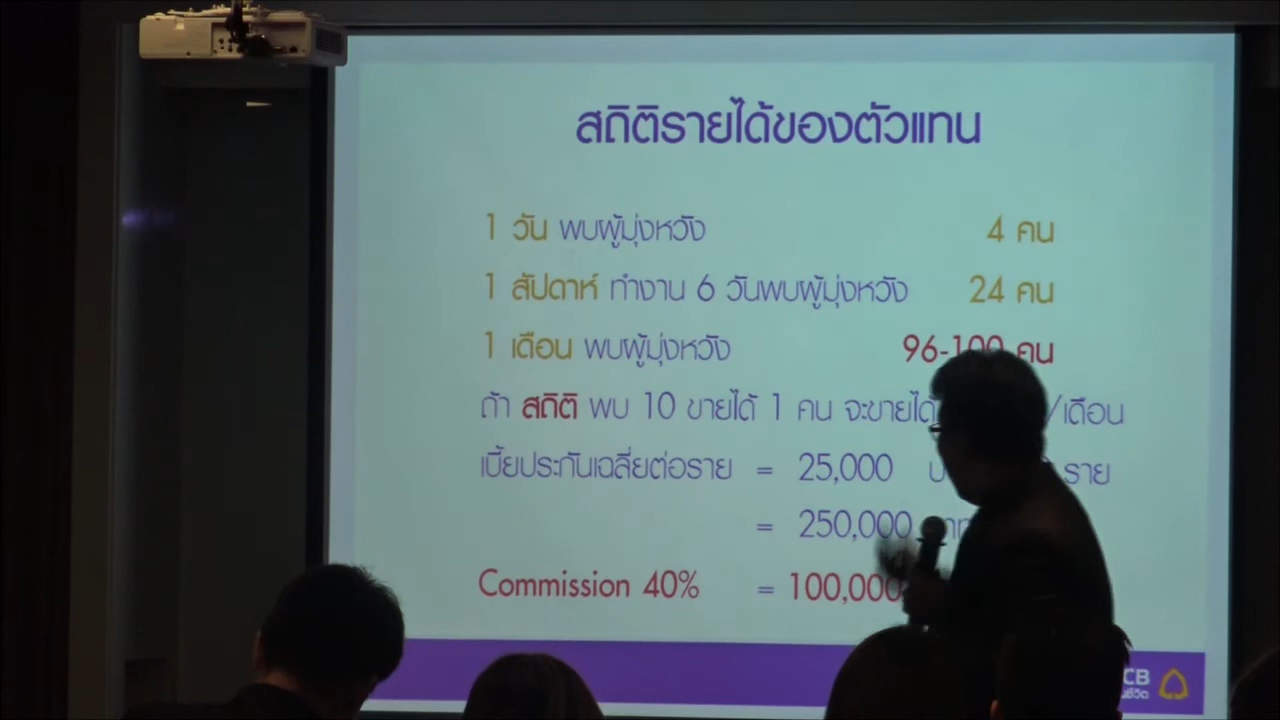 สถิติรายได้ของตัวแทน
1 วัน พบผู้มุ่งหวัง 4 คน
1 สัปดาห์ ทำงาน 6 วันพบผู้มุ่งหวัง 24 คน
1 เดือน พบผู้มุ่งหวัง 96-100 คน
ถ้า สถิติ พบ 10 ขายได้ 1 คน จะขายได้ /เดือน
เบี้ยประกันเฉลี่ยต่อราย = 25,000 ราย
= 250,000
Commission 40% = 100,000
CB